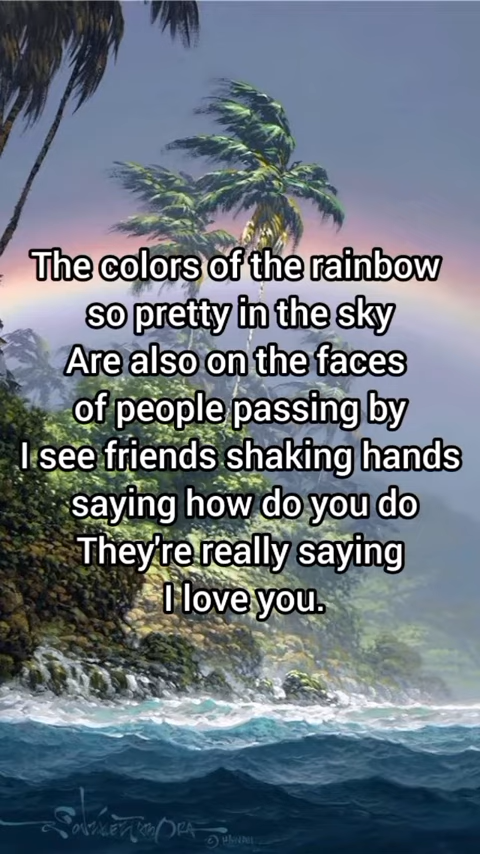 The colors of the rainbow
so pretty in the sky
Are also on the faces
of people passing by
I see friends shaking hands
saying how do you do
They're really saying
I love you.